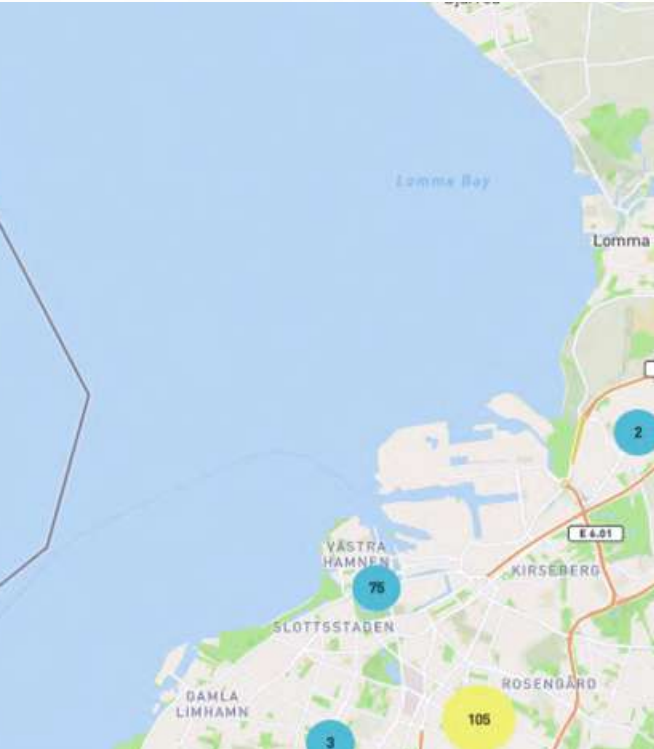 Lomma Bay
Lomma
2
E 6.01
VÄSTRA
HAMNEN
KIRSEBERG
75
SLOTTSSTADEN
ROSENGÅRD
GAMLA
LIMHAMN
105
3